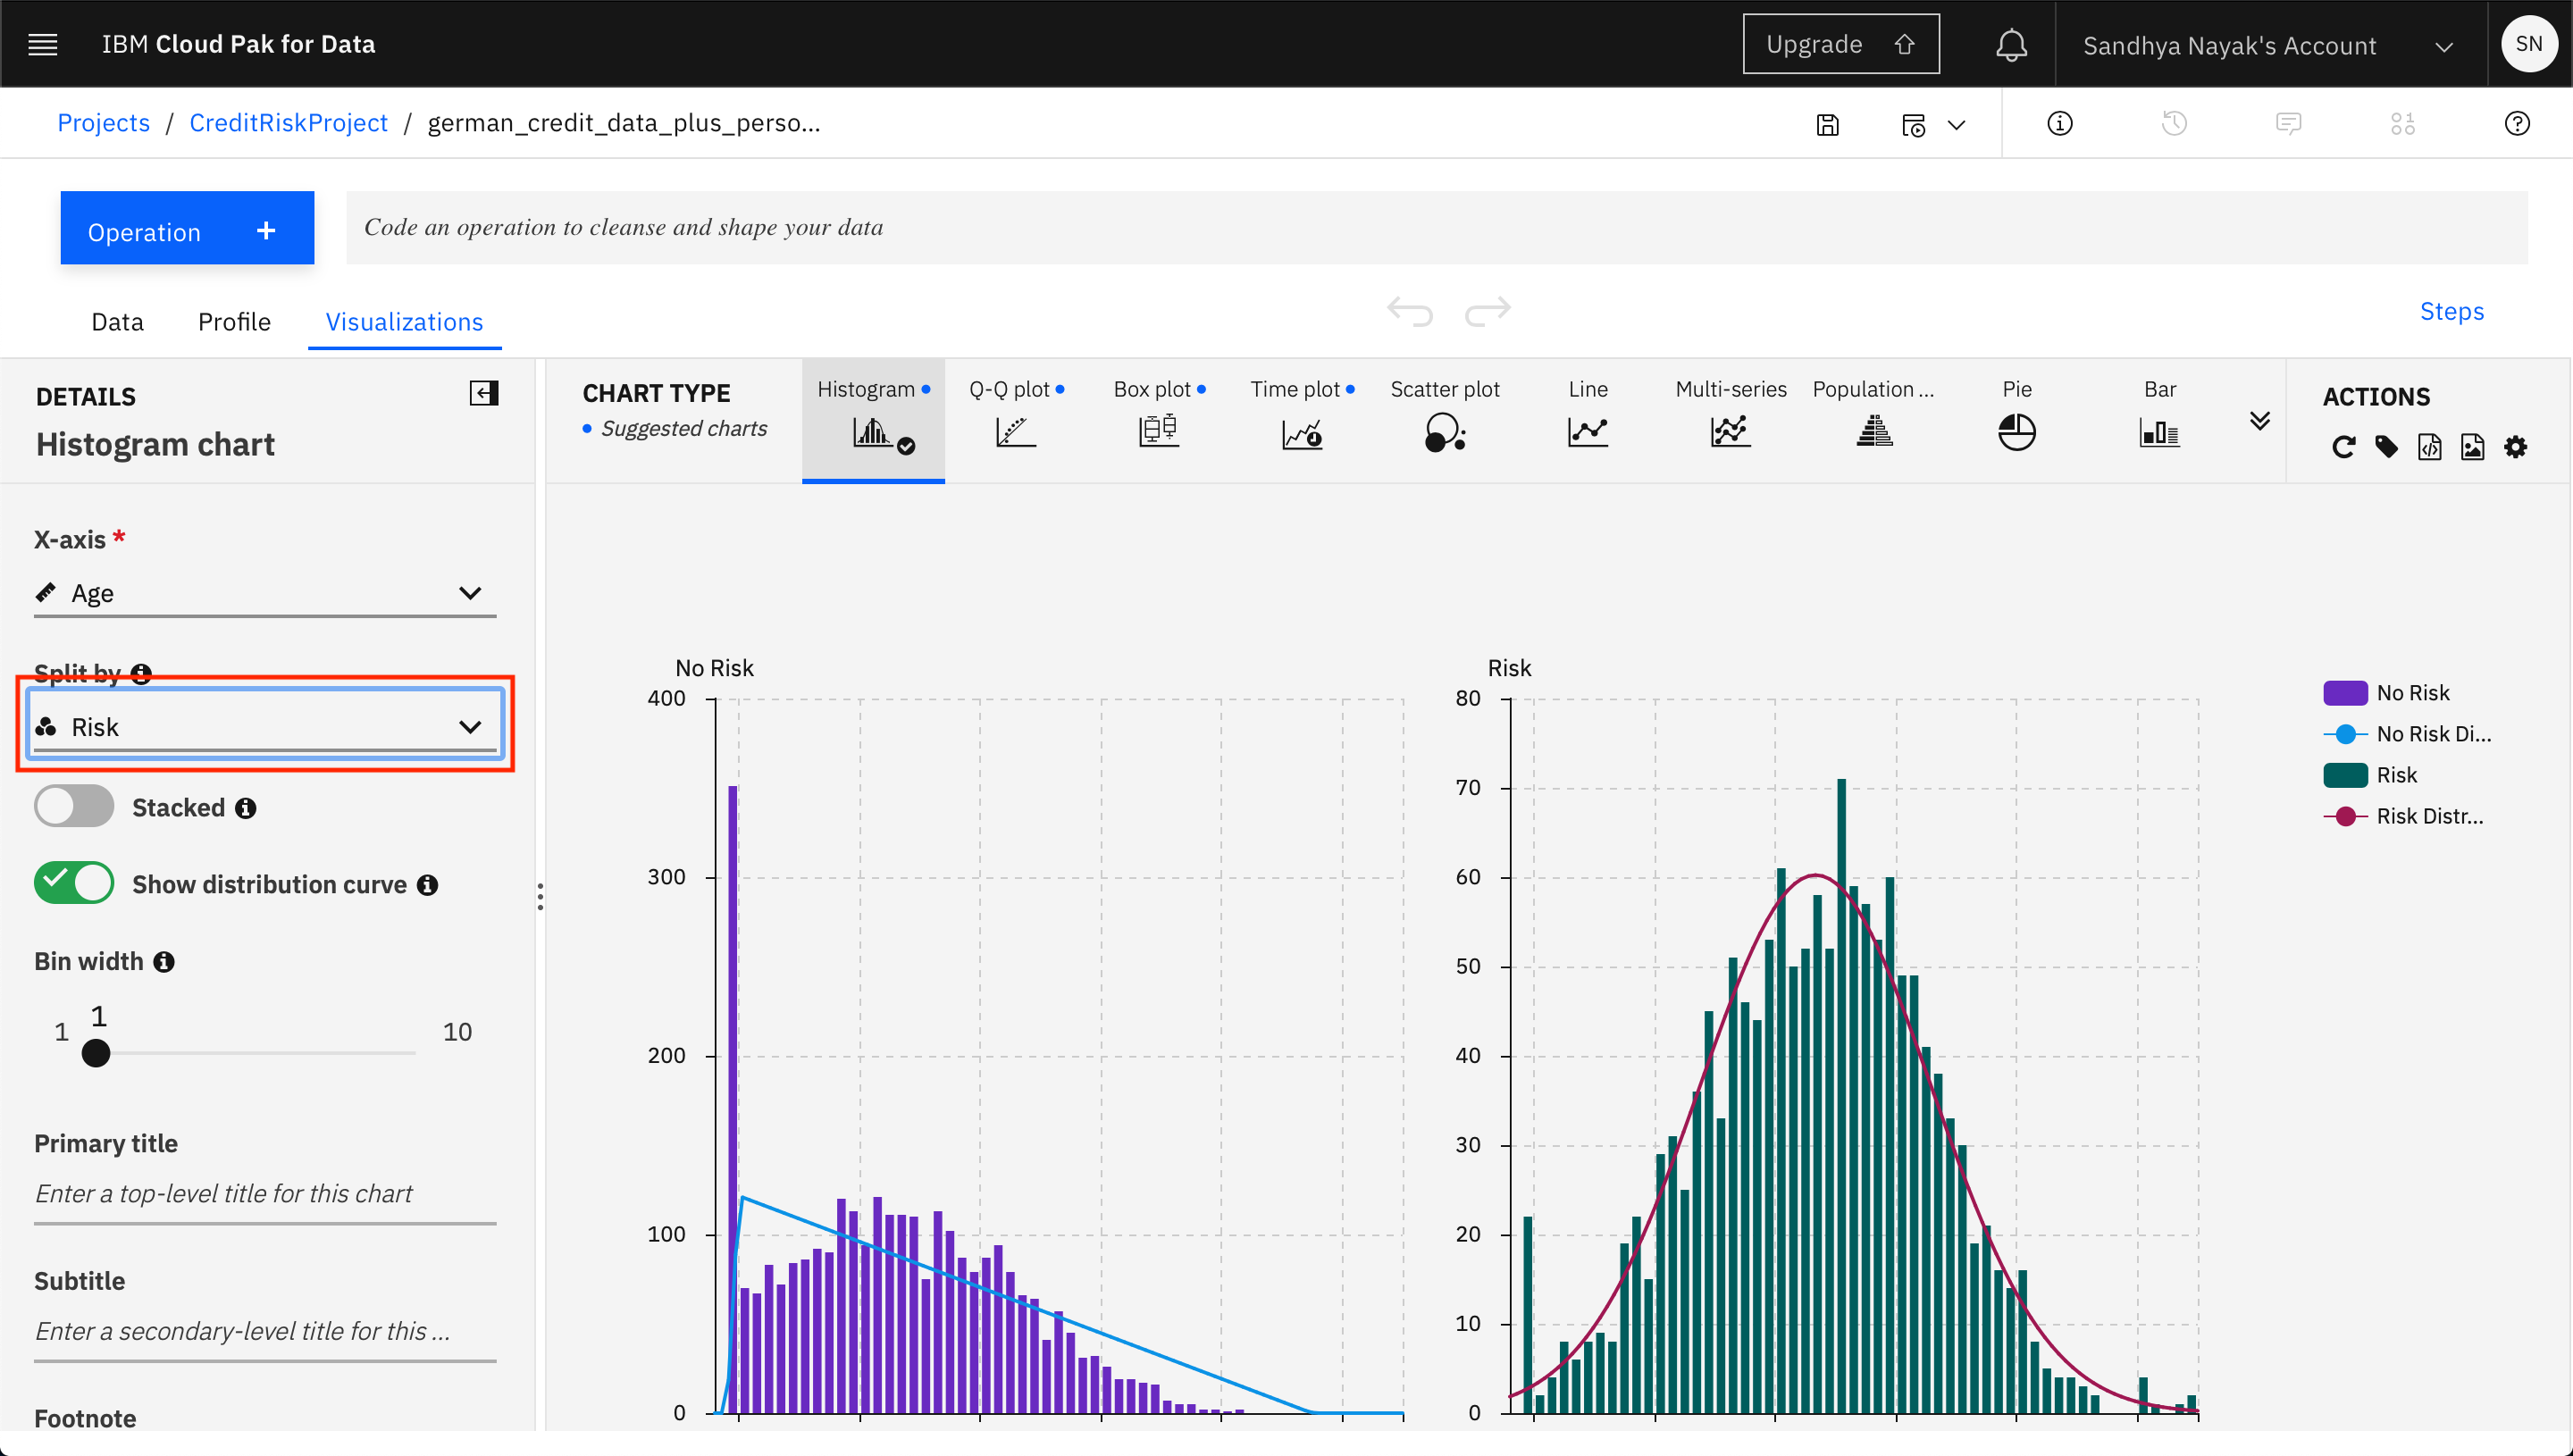 IBM Cloud Pak for Data
Upgrade
Sandhya Nayak's Account
SN
Projects / CreditRiskProject / german_credit_data_plus_perso...
Operation +
Code an operation to cleanse and shape your data
Data Profile Visualizations
Steps
DETAILS
Histogram chart
CHART TYPE
Suggested charts
Histogram
Q-Q plot
Box plot
Time plot
Scatter plot
Line
Multi-series
Population ...
Pie
Bar
ACTIONS
X-axis *
Age
Split by
Risk
Stacked
Show distribution curve
Bin width
1
1
10
Primary title
Enter a top-level title for this chart
Subtitle
Enter a secondary-level title for this ...
Footnote
No Risk
400
300
200
100
0
Risk
80
70
60
50
40
30
20
10
0
No Risk
No Risk Di...
Risk
Risk Distr...